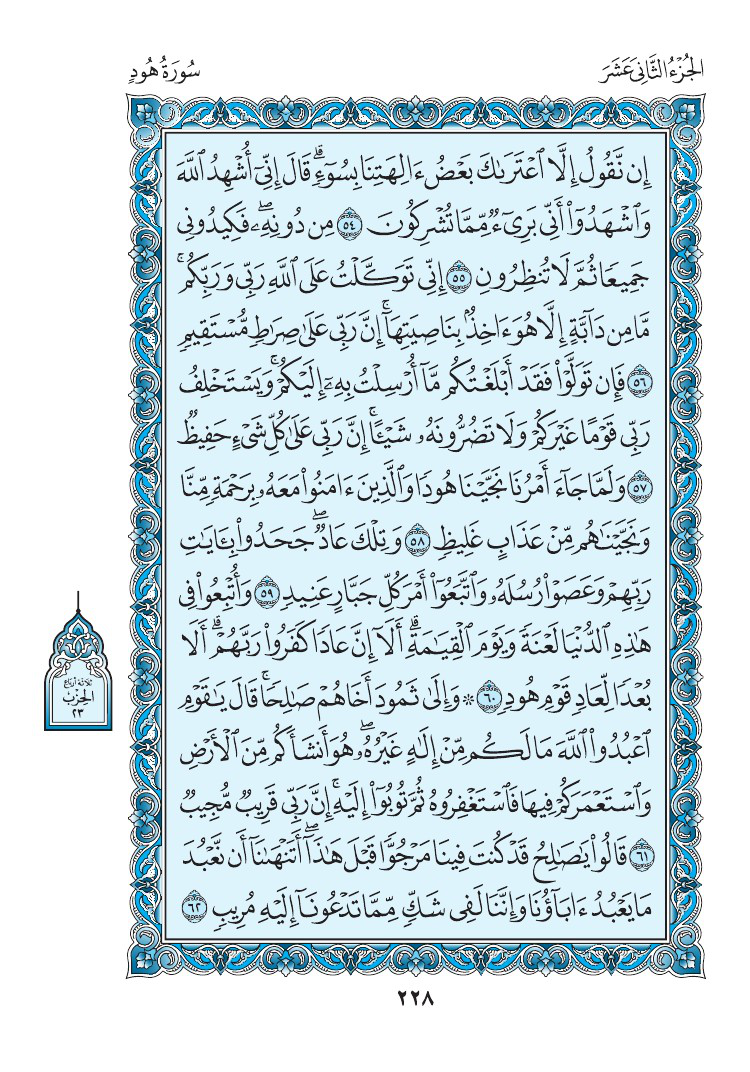 الجُزْءُ الثَّانِى عَشَرَ
سُورَةُ هُودٍ
إِن نَّقُولُ إِلَّا ٱعْتَرَىٰكَ بَعْضُ ءَالِهَتِنَا بِسُوٓءٍۗ قَالَ إِنِّىٓ أُشْهِدُ ٱللَّهَ
وَٱشْهَدُوٓا۟ أَنِّى بَرِىٓءٌ مِّمَّا تُشْرِكُونَ ٥٤ مِن دُونِهِۦۖ فَكِيدُونِى
جَمِيعًا ثُمَّ لَا تُنظِرُونِ ٥٥ إِنِّى تَوَكَّلْتُ عَلَى ٱللَّهِ رَبِّى وَرَبِّكُمۚ
مَّا مِن دَآبَّةٍ إِلَّا هُوَ ءَاخِذٌۢ بِنَاصِيَتِهَآۚ إِنَّ رَبِّى عَلَىٰ صِرَٰطٍ مُّسْتَقِيمٍ
٥٦ فَإِن تَوَلَّوْا۟ فَقَدْ أَبْلَغْتُكُم مَّآ أُرْسِلْتُ بِهِۦٓ إِلَيْكُمْۚ وَيَسْتَخْلِفُ
رَبِّى قَوْمًا غَيْرَكُمْ وَلَا تَضُرُّونَهُۥ شَيْـًٔاۚ إِنَّ رَبِّى عَلَىٰ كُلِّ شَىْءٍ حَفِيظٌ
٥٧ وَلَمَّا جَآءَ أَمْرُنَا نَجَّيْنَا هُودًا وَٱلَّذِينَ ءَامَنُوا۟ مَعَهُۥ بِرَحْمَةٍ مِّنَّا
وَنَجَّيْنَٰهُم مِّنْ عَذَابٍ غَلِيظٍ ٥٨ وَتِلْكَ عَادٌۖ جَحَدُوا۟ بِـَٔايَٰتِ
رَبِّهِمْ وَعَصَوْا۟ رُسُلَهُۥ وَٱتَّبَعُوٓا۟ أَمْرَ كُلِّ جَبَّارٍ عَنِيدٍ ٥٩ وَأُتْبِعُوا۟ فِى
هَٰذِهِ ٱلدُّنْيَا لَعْنَةً وَيَوْمَ ٱلْقِيَٰمَةِۗ أَلَآ إِنَّ عَادًا كَفَرُوا۟ رَبَّهُمْۗ أَلَا
بُعْدًا لِّعَادٍ قَوْمِ هُودٍ ٦٠ ۞ وَإِلَىٰ ثَمُودَ أَخَاهُمْ صَٰلِحًاۚ قَالَ يَٰقَوْمِ
ٱعْبُدُوا۟ ٱللَّهَ مَا لَكُم مِّنْ إِلَٰهٍ غَيْرُهُۥۖ هُوَ أَنشَأَكُم مِّنَ ٱلْأَرْضِ
وَٱسْتَعْمَرَكُمْ فِيهَا فَٱسْتَغْفِرُوهُ ثُمَّ تُوبُوٓا۟ إِلَيْهِۚ إِنَّ رَبِّى قَرِيبٌ مُّجِيبٌ
٦١ قَالُوا۟ يَٰصَٰلِحُ قَدْ كُنتَ فِينَا مَرْجُوًّا قَبْلَ هَٰذَآۖ أَتَنْهَىٰنَآ أَن نَّعْبُدَ
مَا يَعْبُدُ ءَابَآؤُنَا وَإِنَّنَا لَفِى شَكٍّ مِّمَّا تَدْعُونَآ إِلَيْهِ مُرِيبٍ ٦٢
ثلاثة أرباع
الحزب
٢٣
٢٢٨